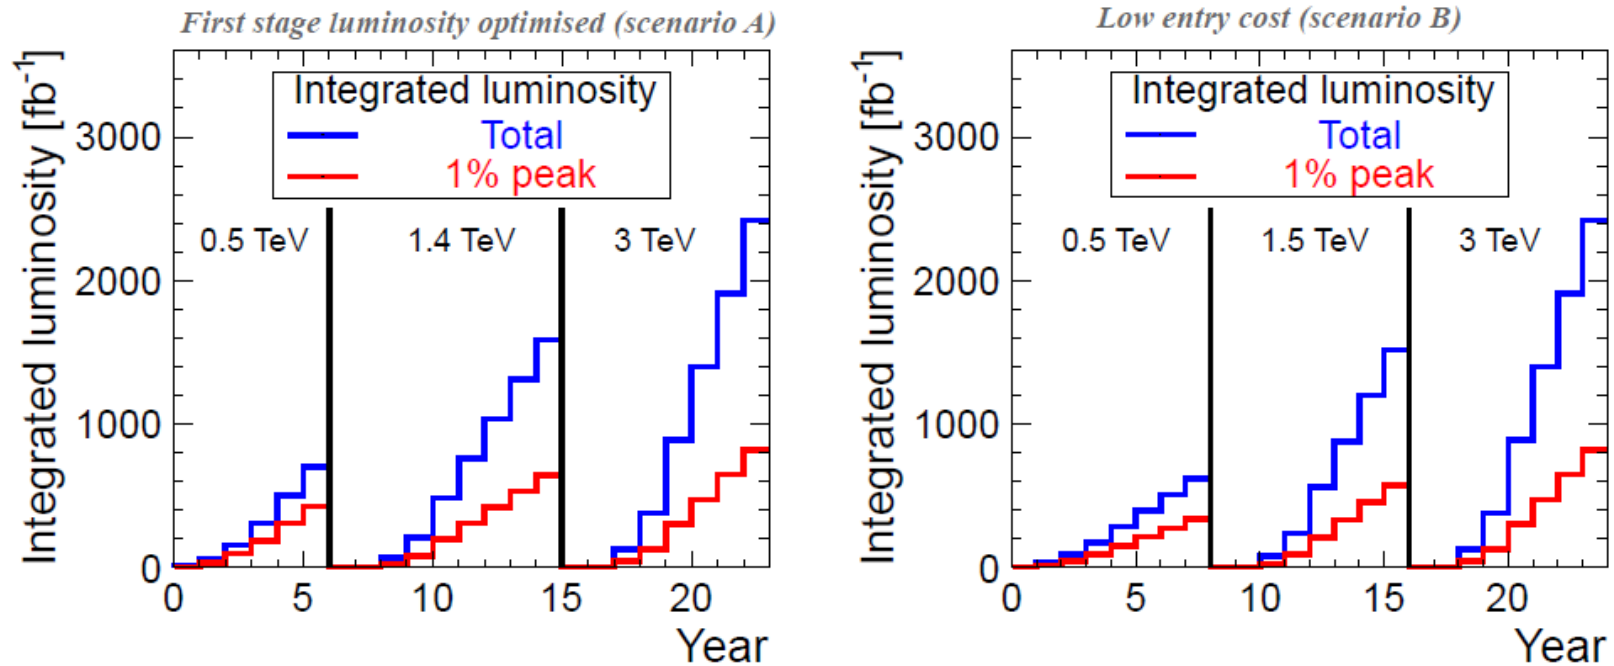 First stage luminosity optimised (scenario A)
Integrated luminosity [fb⁻¹]
3000
2000
1000
0
Integrated luminosity
Total
1% peak
0.5 TeV
1.4 TeV
3 TeV
0
5
10
15
20
Year
Low entry cost (scenario B)
Integrated luminosity [fb⁻¹]
3000
2000
1000
0
Integrated luminosity
Total
1% peak
0.5 TeV
1.5 TeV
3 TeV
0
5
10
15
20
Year